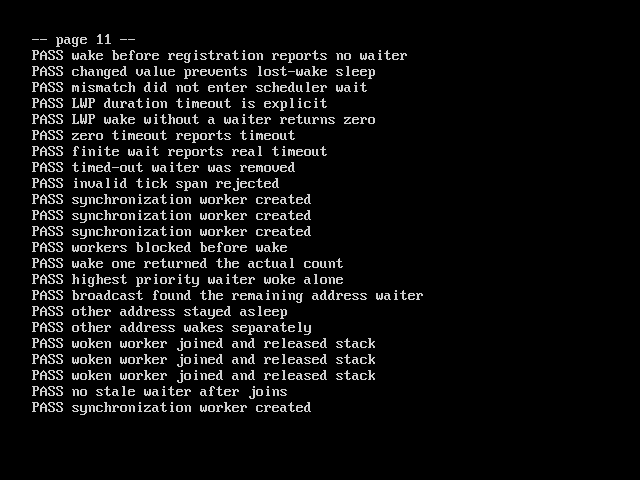 -- page 11 --
PASS wake before registration reports no waiter
PASS changed value prevents lost-wake sleep
PASS mismatch did not enter scheduler wait
PASS LWP duration timeout is explicit
PASS LWP wake without a waiter returns zero
PASS zero timeout reports timeout
PASS finite wait reports real timeout
PASS timed-out waiter was removed
PASS invalid tick span rejected
PASS synchronization worker created
PASS synchronization worker created
PASS synchronization worker created
PASS workers blocked before wake
PASS wake one returned the actual count
PASS highest priority waiter woke alone
PASS broadcast found the remaining address waiter
PASS other address stayed asleep
PASS other address wakes separately
PASS woken worker joined and released stack
PASS woken worker joined and released stack
PASS woken worker joined and released stack
PASS no stale waiter after joins
PASS synchronization worker created